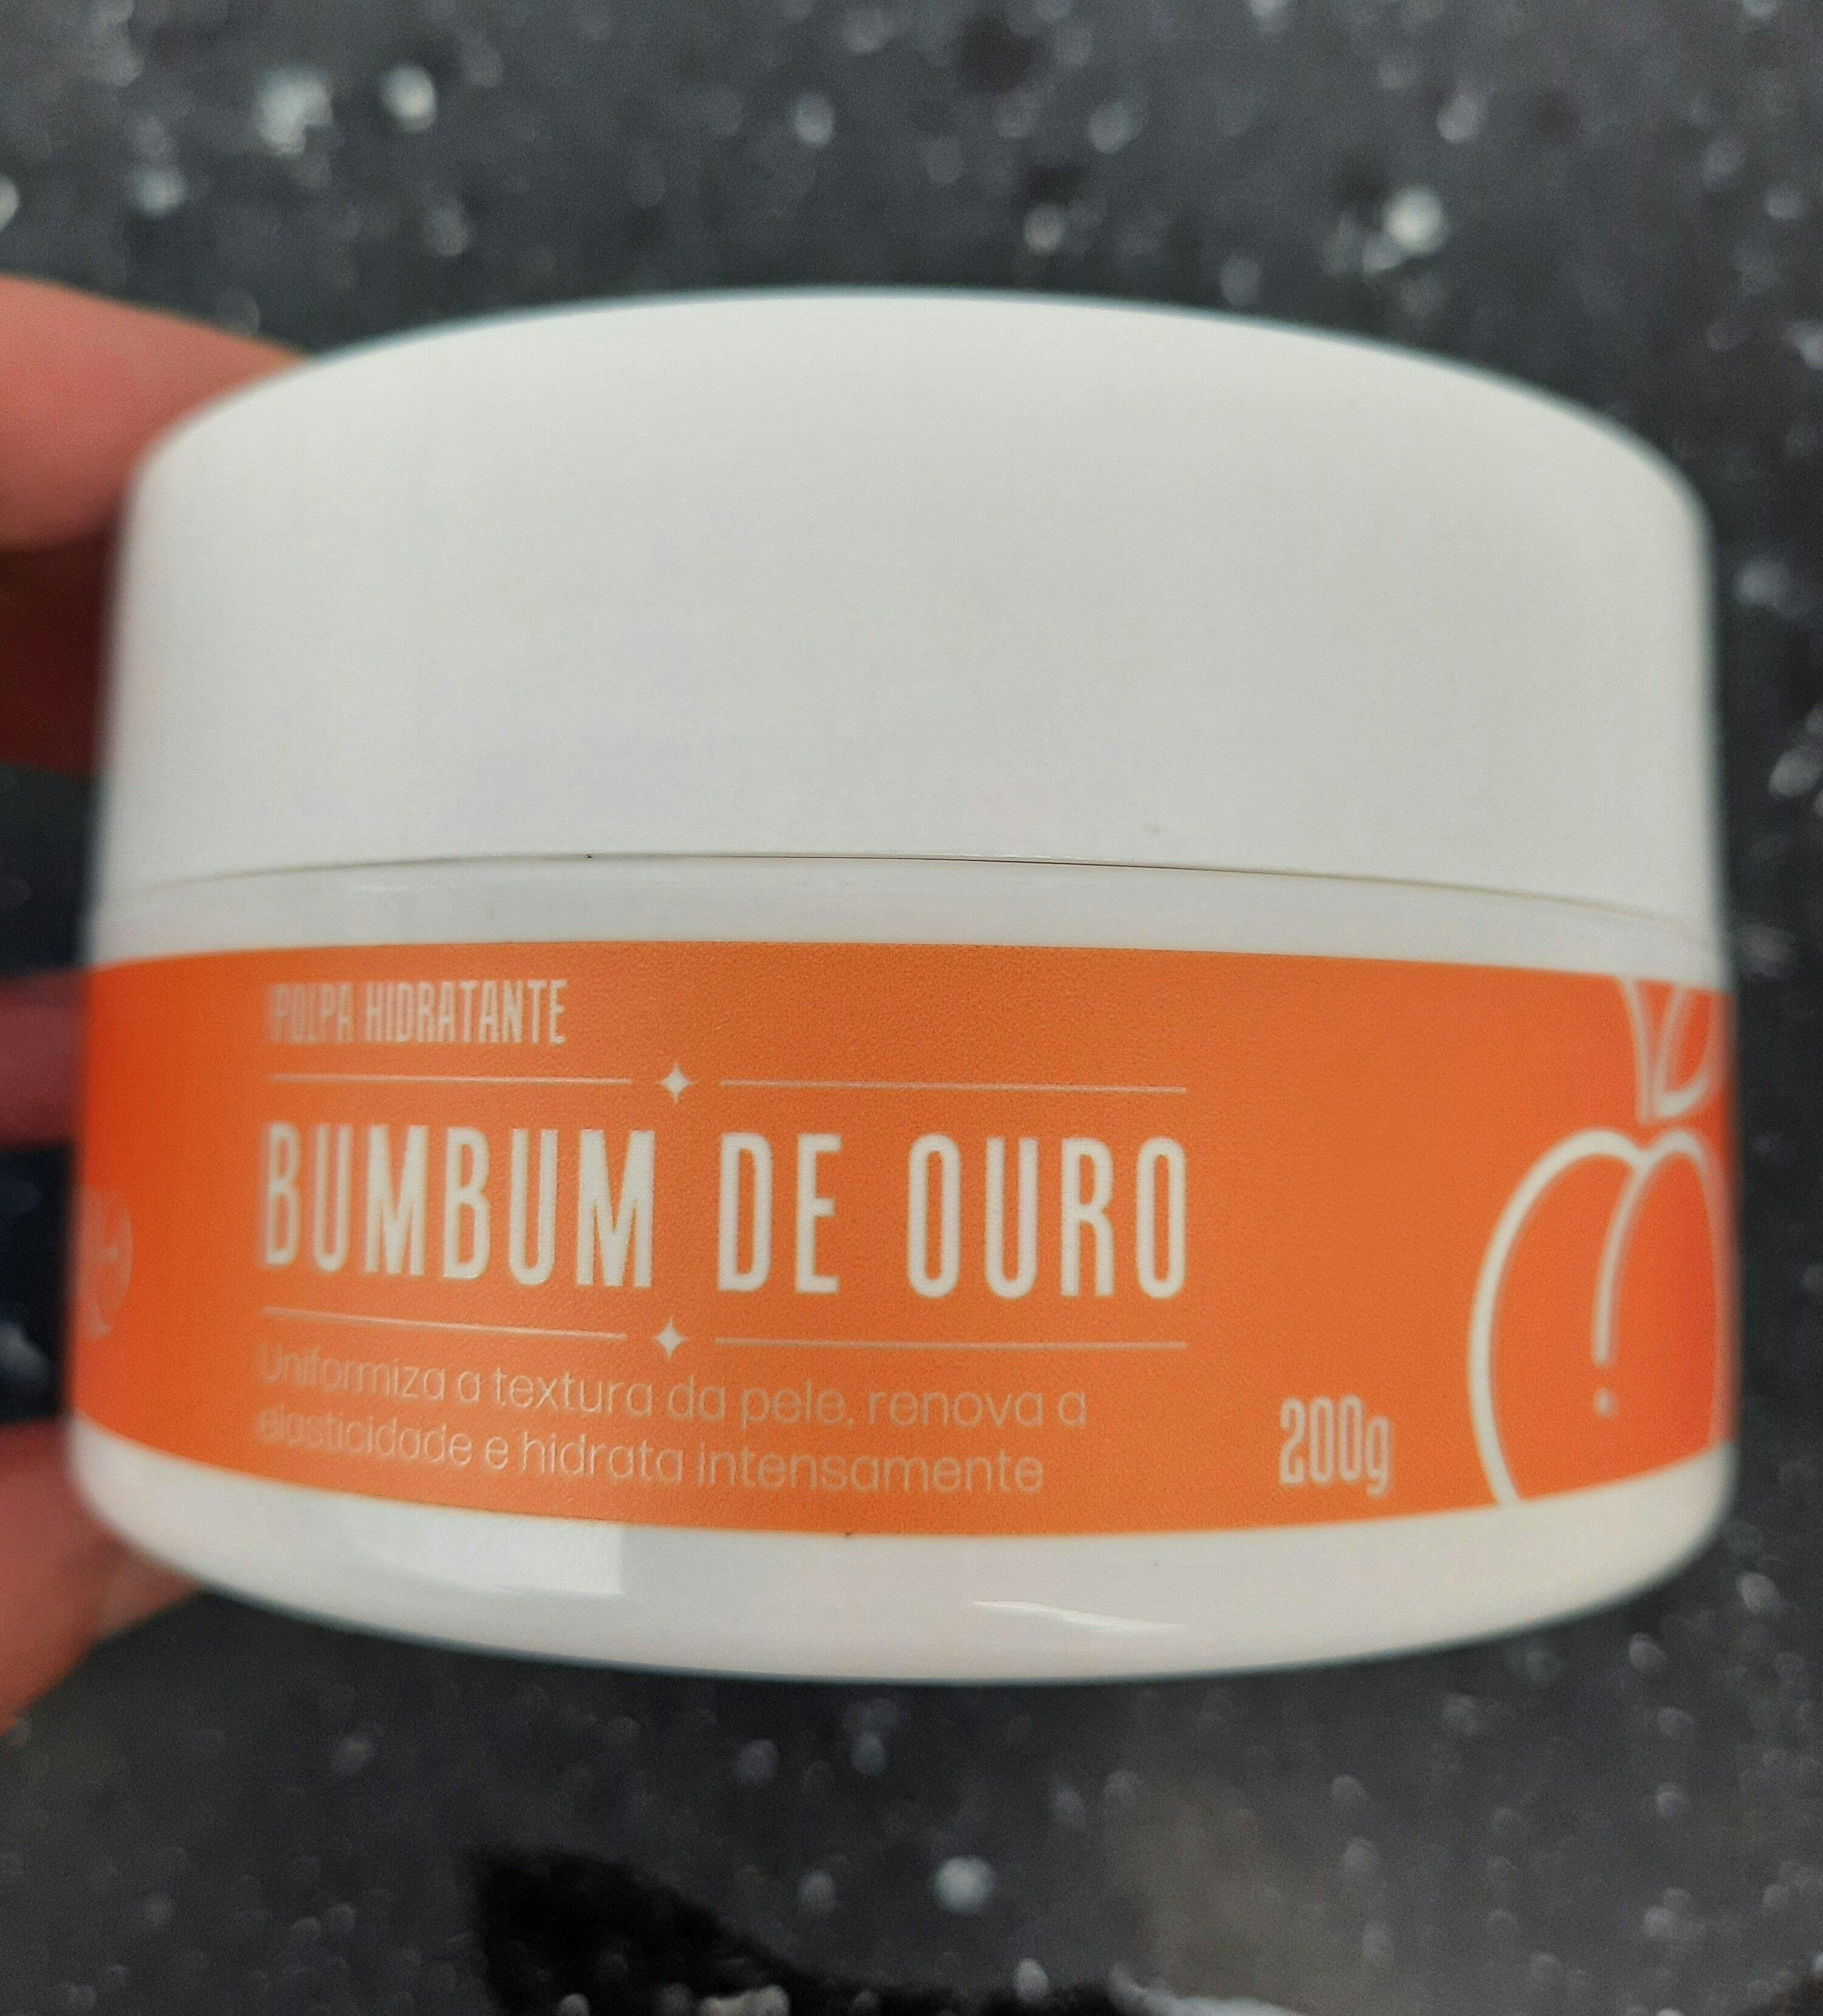 POLPA HIDRATANTE
BUMBUM DE OURO
Uniformiza a textura da pele, renova a
elasticidade e hidrata intensamente
200g